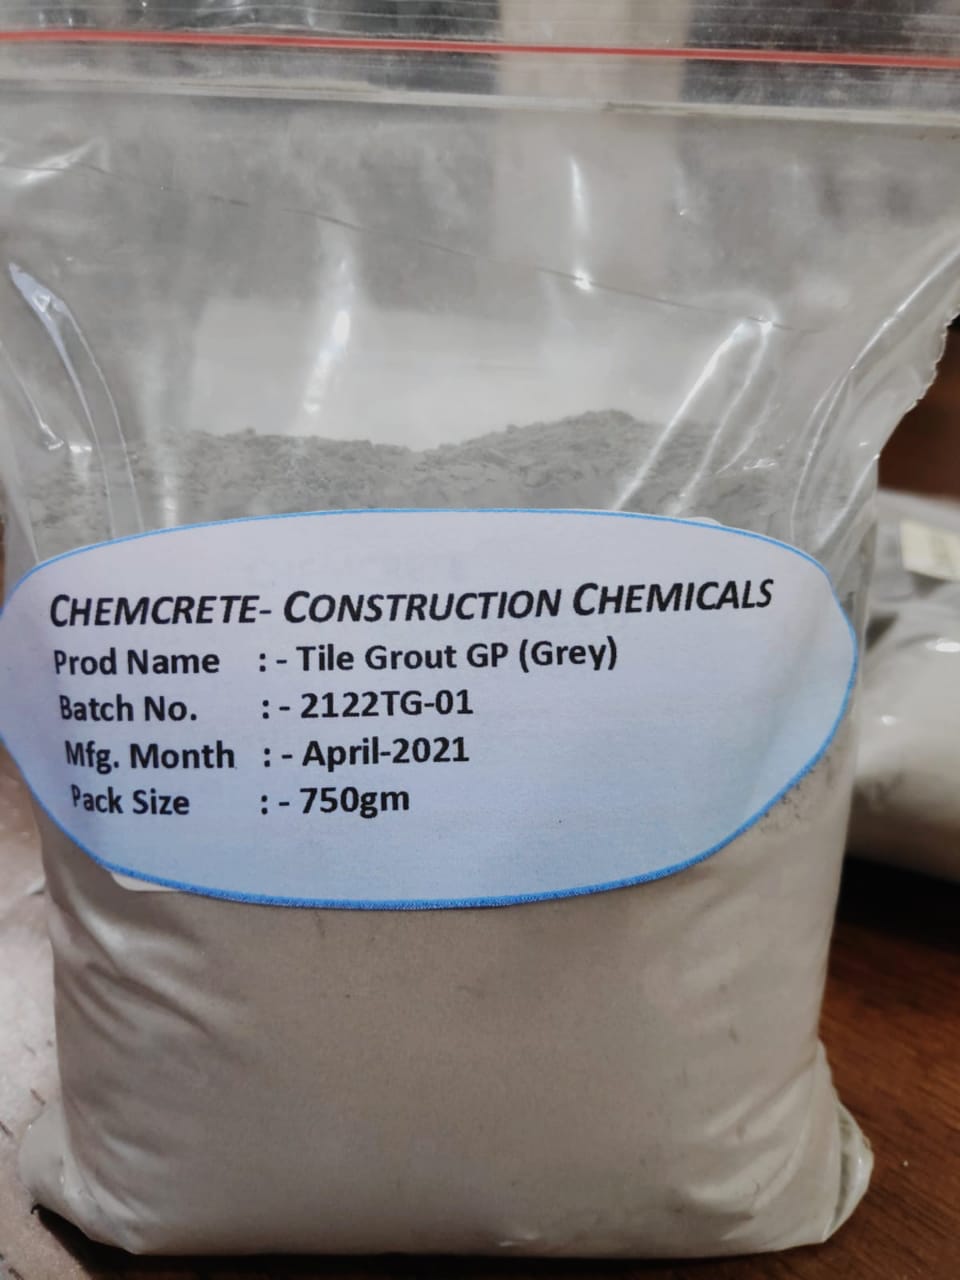 CHEMCRETE- CONSTRUCTION CHEMICALS
Prod Name : - Tile Grout GP (Grey)
Batch No. : - 2122TG-01
Mfg. Month : - April-2021
Pack Size : - 750gm